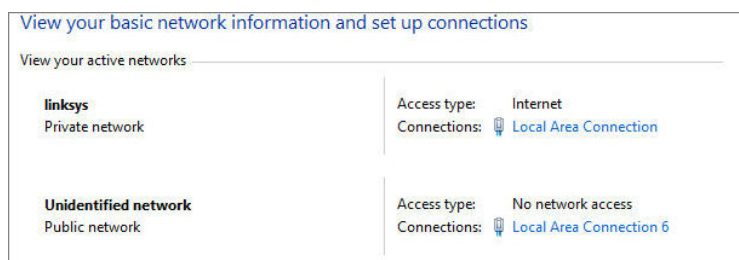 View your basic network information and set up connections
View your active networks
linksys
Private network
Access type: Internet
Connections: Local Area Connection
Unidentified network
Public network
Access type: No network access
Connections: Local Area Connection 6